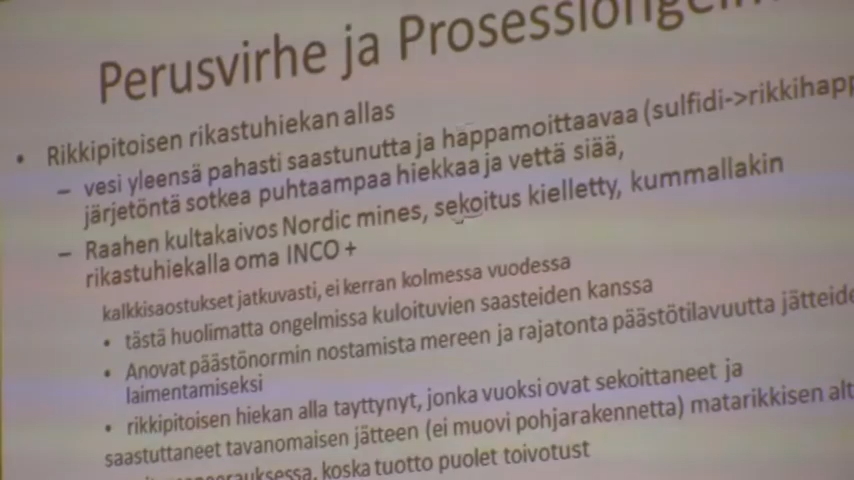 Perusvirhe ja
• Rikkipitoisen rikastuhiekan allas
– vesi yleensä pahasti saastunutta ja happamoittaavaa (sulfidi->rikkihapp
järjetöntä sotkea puhtaampaa hiekkaa ja vettä siää,
– Raahen kultakaivos Nordic mines, sekoitus kielletty, kummallakin
rikastuhiekalla oma INCO +
kalkkisaostukset jatkuvasti, ei kerran kolmessa vuodessa
• tästä huolimatta ongelmissa kuloituvien saasteiden kanssa
• Anovat päästönormin nostamista mereen ja rajatonta päästötilavuutta jätteide
laimentamiseksi
• rikkipitoisen hiekan alla tayttynyt, jonka vuoksi ovat sekoittaneet ja
saastuttaneet tavanomaisen jätteen (ei muovi pohjarakennetta) matarikkisen alt
koska tuotto puolet toivotust